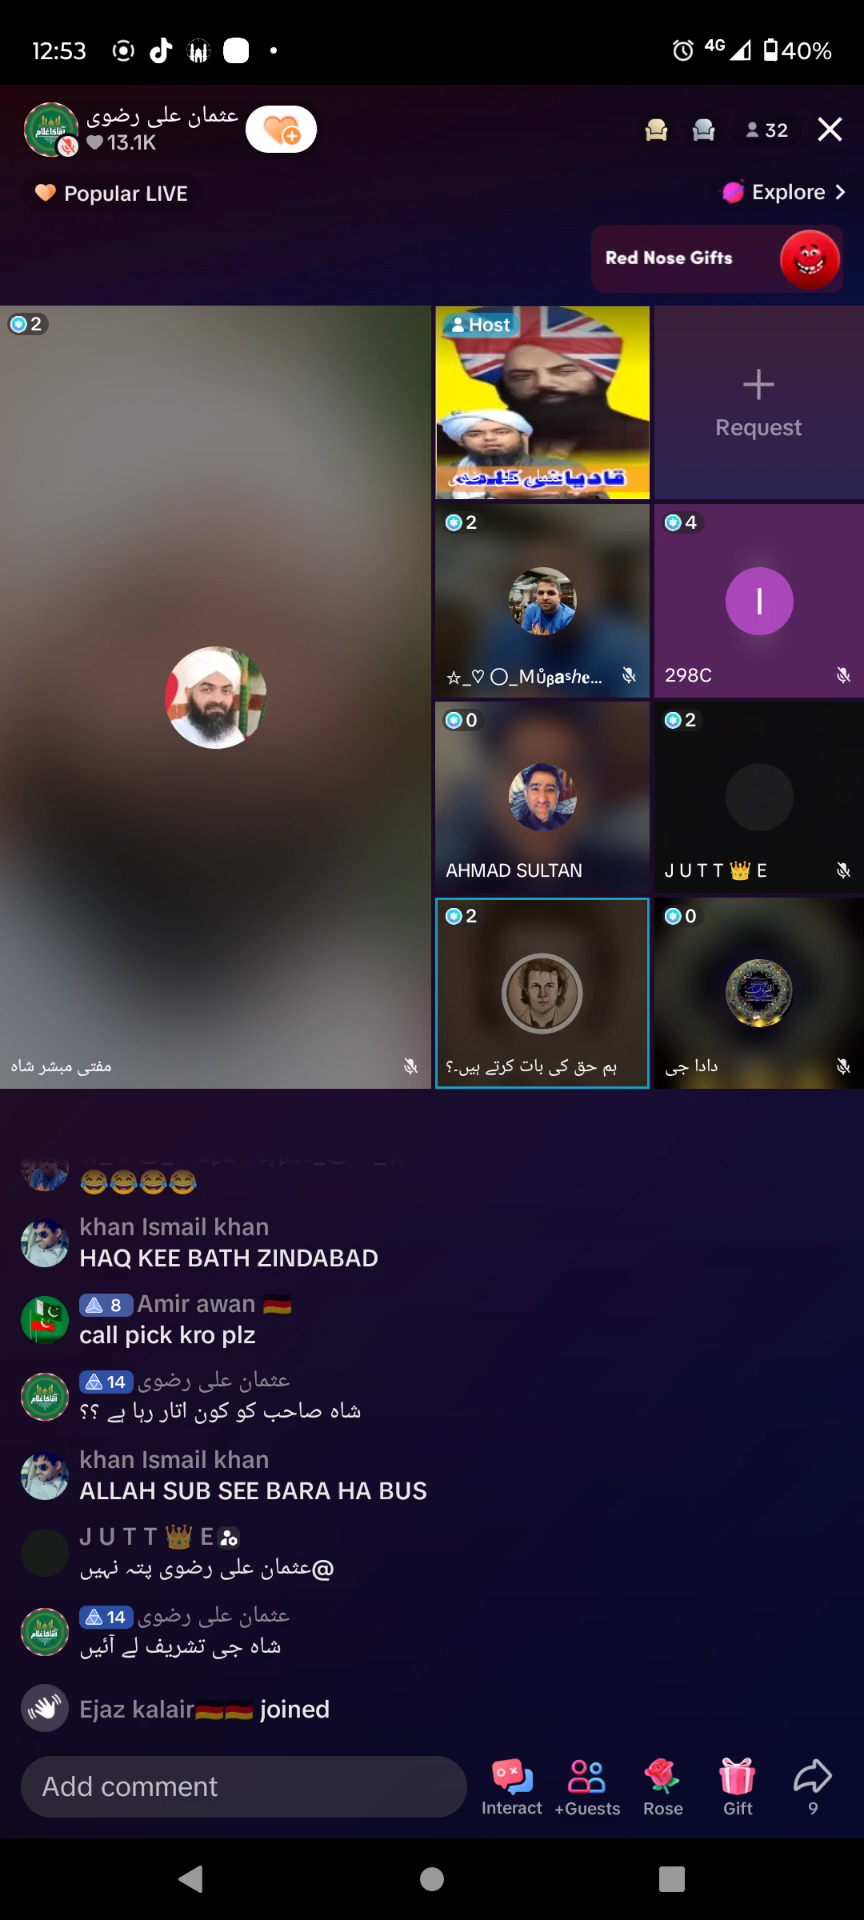 12:53
4G
40%
عثمان علی رضوی
13.1K
32
Popular LIVE
Explore
Red Nose Gifts
2
Host
عثمان علی رضوی
Request
2
4
I
298C
0
AHMAD SULTAN
2
J U T T 👑 E
2
0
مفتی مبشر شاہ
ہم حق کی بات کرتے ہیں۔؟
دادا جی
😂😂😂😂
khan Ismail khan
HAQ KEE BATH ZINDABAD
8 Amir awan 🇩🇪
call pick kro plz
14 عثمان علی رضوی
شاہ صاحب کو کون اتار رہا ہے ؟؟
khan Ismail khan
ALLAH SUB SEE BARA HA BUS
J U T T 👑 E
@عثمان علی رضوی پتہ نہیں
14 عثمان علی رضوی
شاہ جی تشریف لے آئیں
Ejaz kalair🇩🇪🇩🇪 joined
Add comment
Interact
+Guests
Rose
Gift
9